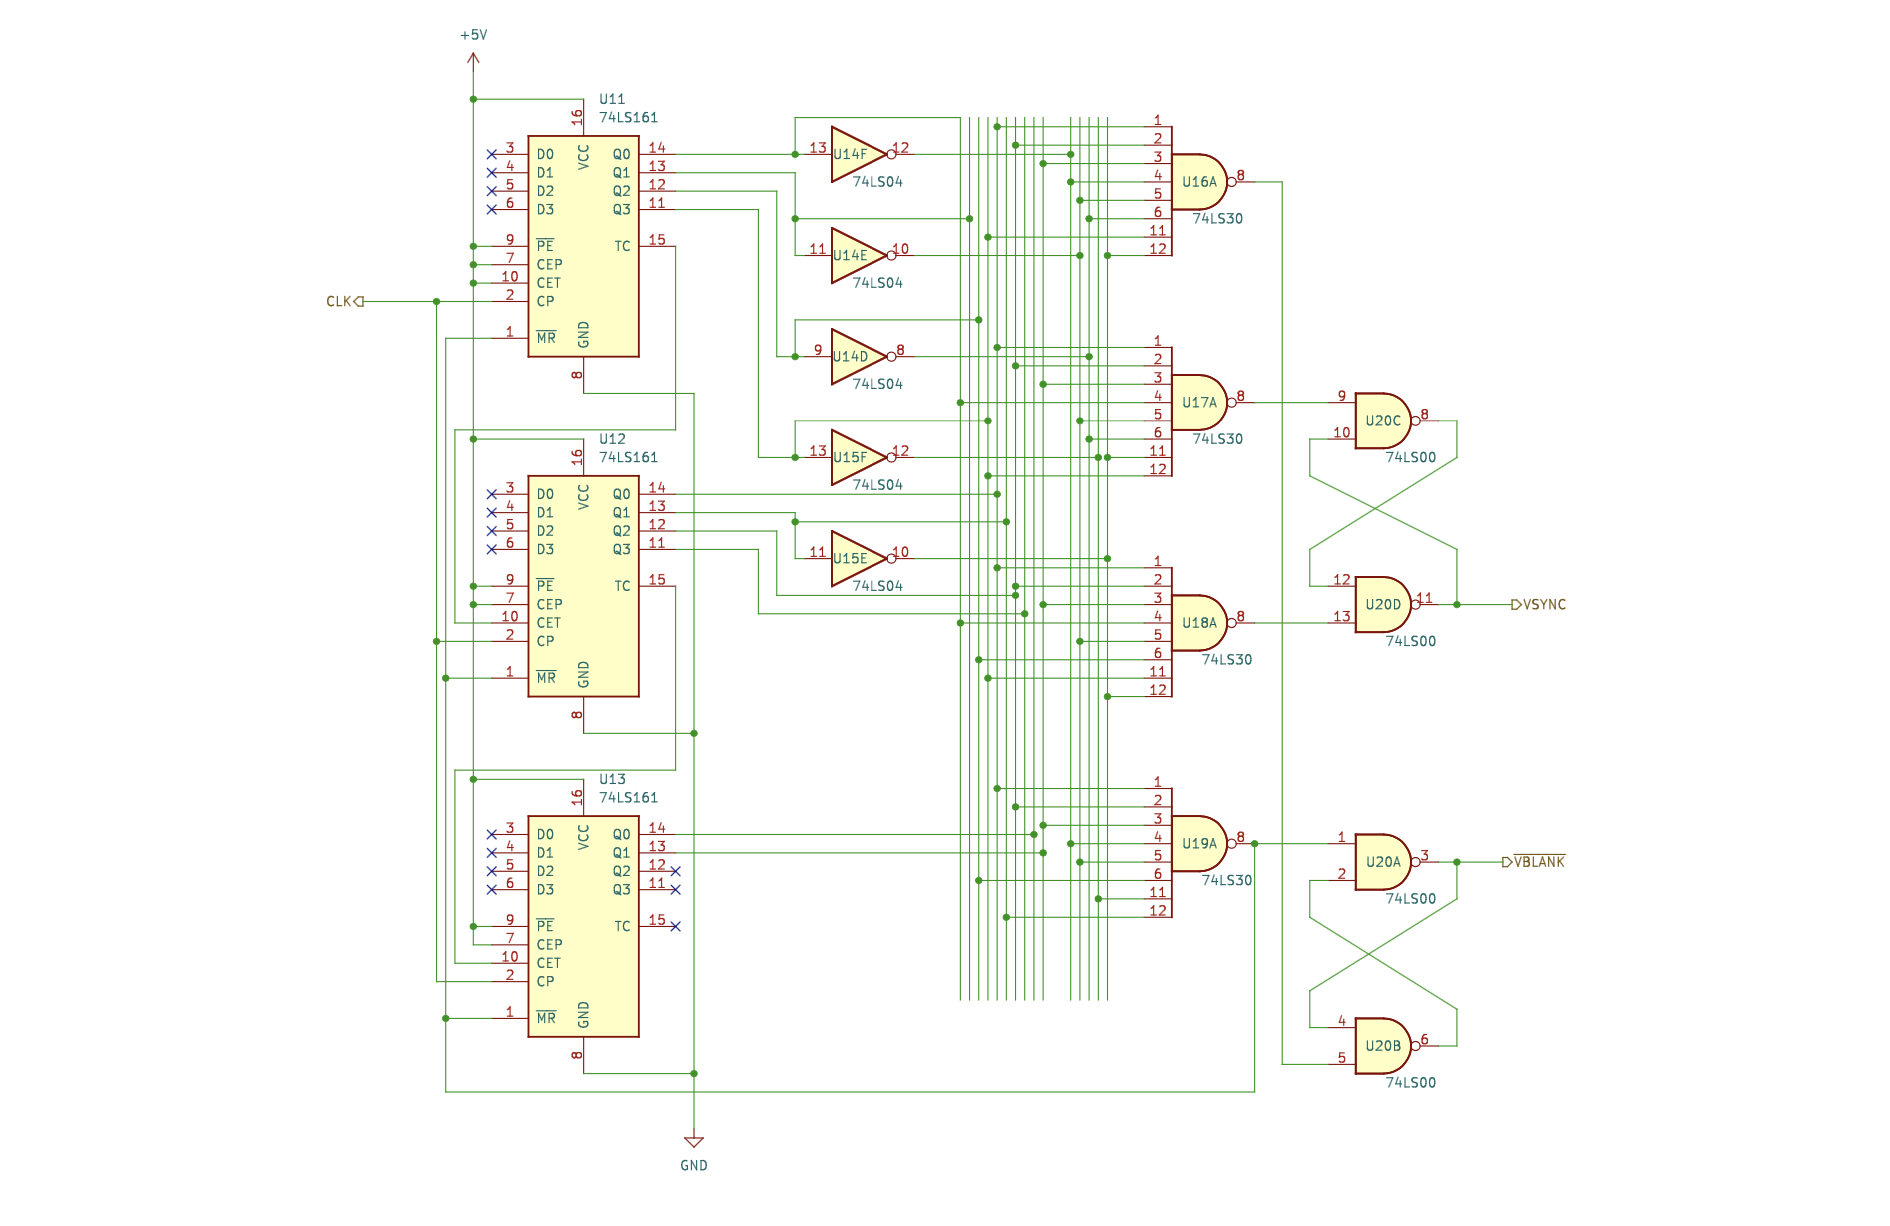 +5V
U11
74LS161
16
VCC
3 D0 Q0 14
4 D1 Q1 13
5 D2 Q2 12
6 D3 Q3 11
9 PE TC 15
7 CEP
10 CET
2 CP
1 MR
GND
8
CLK
U12
74LS161
16
VCC
3 D0 Q0 14
4 D1 Q1 13
5 D2 Q2 12
6 D3 Q3 11
9 PE TC 15
7 CEP
10 CET
2 CP
1 MR
GND
8
U13
74LS161
16
VCC
3 D0 Q0 14
4 D1 Q1 13
5 D2 Q2 12
6 D3 Q3 11
9 PE TC 15
7 CEP
10 CET
2 CP
1 MR
GND
8
GND
13 U14F 12
74LS04
11 U14E 10
74LS04
9 U14D 8
74LS04
13 U15F 12
74LS04
11 U15E 10
74LS04
1
2
3
4 U16A 8
5
6 74LS30
11
12
1
2
3
4 U17A 8
5
6 74LS30
11
12
1
2
3
4 U18A 8
5
6 74LS30
11
12
1
2
3
4 U19A 8
5
6 74LS30
11
12
9 U20C 8
10
74LS00
12 U20D 11
13
74LS00
VSYNC
1 U20A 3
2
74LS00
VBLANK
4 U20B 6
5
74LS00